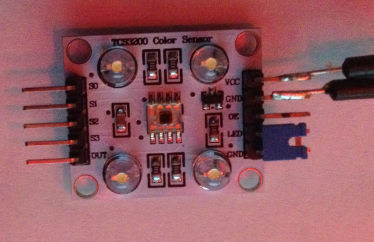 TCS3200 Color Sensor
S0
S1
S2
S3
OUT
VCC
GND
OE
LED
GND